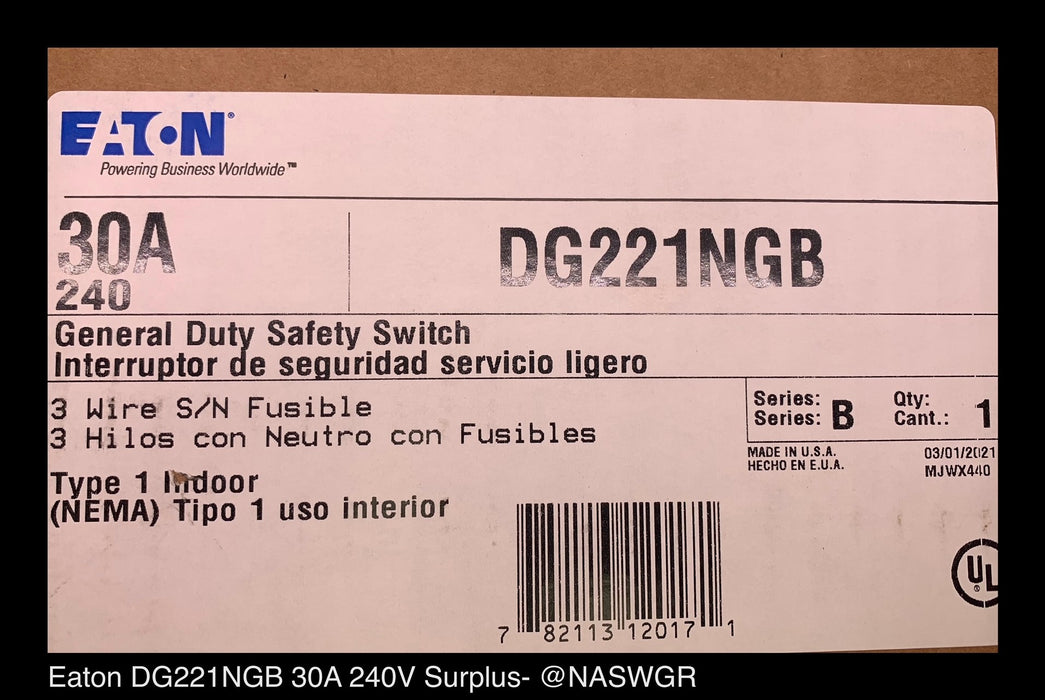 EATON®
Powering Business Worldwide™
30A
240
DG221NGB
General Duty Safety Switch
Interruptor de seguridad servicio ligero
3 Wire S/N Fusible
3 Hilos con Neutro con Fusibles
Series:
Series: B
Qty:
Cant.: 1
MADE IN U.S.A.
HECHO EN E.U.A.
03/01/2021
MJWX440
Type 1 Indoor
(NEMA) Tipo 1 uso interior
7 82113 12017 1
UL®
Eaton DG221NGB 30A 240V Surplus- @NASWGR